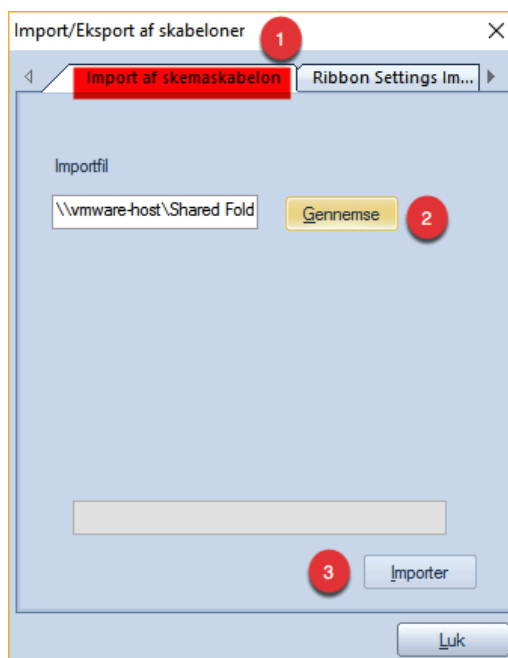 Import/Eksport af skabeloner
1
Import af skemaskabelon
Ribbon Settings Im...
Importfil
\\vmware-host\Shared Fold
Gennemse
2
3
Importer
Luk